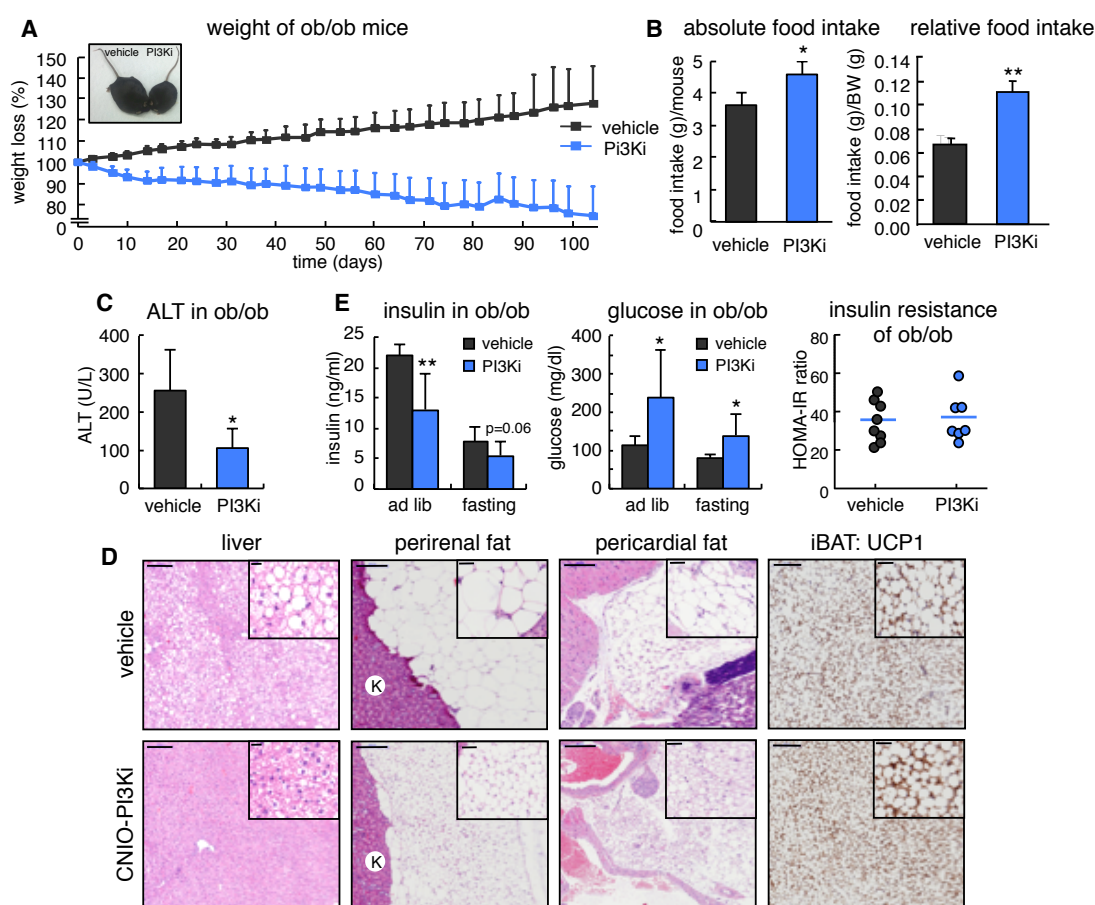 A
weight of ob/ob mice
weight loss (%)
150
140
130
120
110
100
90
80
0
vehicle PI3Ki
vehicle
Pi3Ki
0 10 20 30 40 50 60 70 80 90 100
time (days)
B
absolute food intake
food intake (g)/mouse
5
4
3
2
1
0
*
vehicle PI3Ki
relative food intake
food intake (g)/BW (g)
0.14
0.12
0.10
0.08
0.06
0.04
0.02
0.00
**
vehicle PI3Ki
C
ALT in ob/ob
ALT (U/L)
400
300
200
100
0
*
vehicle PI3Ki
E
insulin in ob/ob
insulin (ng/ml)
25
20
15
10
5
0
vehicle
PI3Ki
**
p=0.06
ad lib fasting
glucose in ob/ob
glucose (mg/dl)
400
300
200
100
0
vehicle
PI3Ki
*
*
ad lib fasting
insulin resistance
of ob/ob
HOMA-IR ratio
80
60
40
20
0
vehicle PI3Ki
D
liver perirenal fat pericardial fat iBAT: UCP1
vehicle
K
CNIO-PI3Ki
K